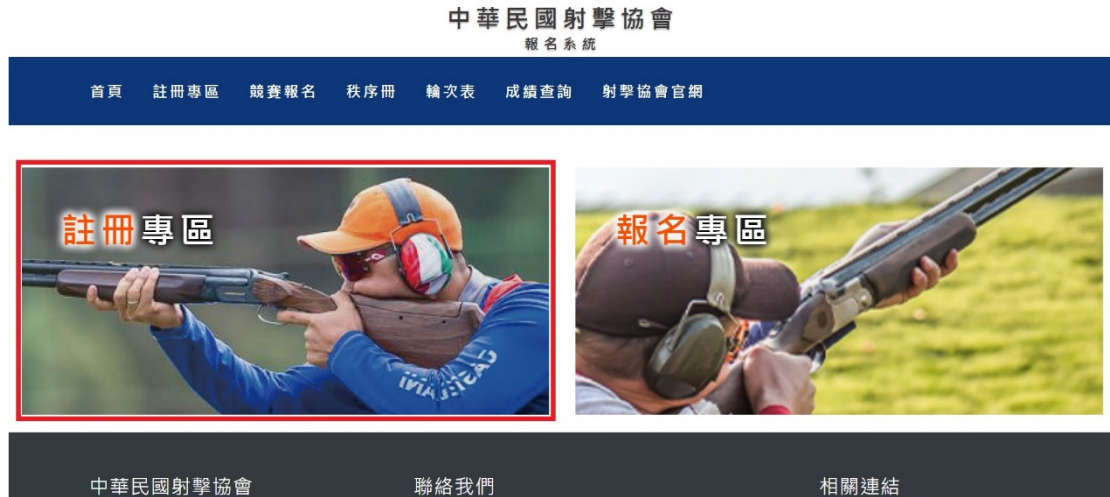 中華民國射擊協會
報名系統
首頁 註冊專區 競賽報名 秩序冊 輪次表 成績查詢 射擊協會官網
註冊專區
報名專區
CASTELLANI
中華民國射擊協會 聯絡我們 相關連結